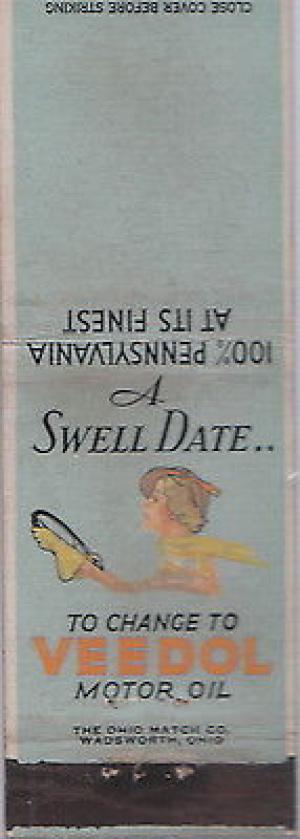 CLOSE COVER BEFORE STRIKING
100% PENNSYLVANIA
AT ITS FINEST
A
SWELL DATE..
TO CHANGE TO
VEEDOL
MOTOR OIL
THE OHIO MATCH CO.
WADSWORTH, OHIO